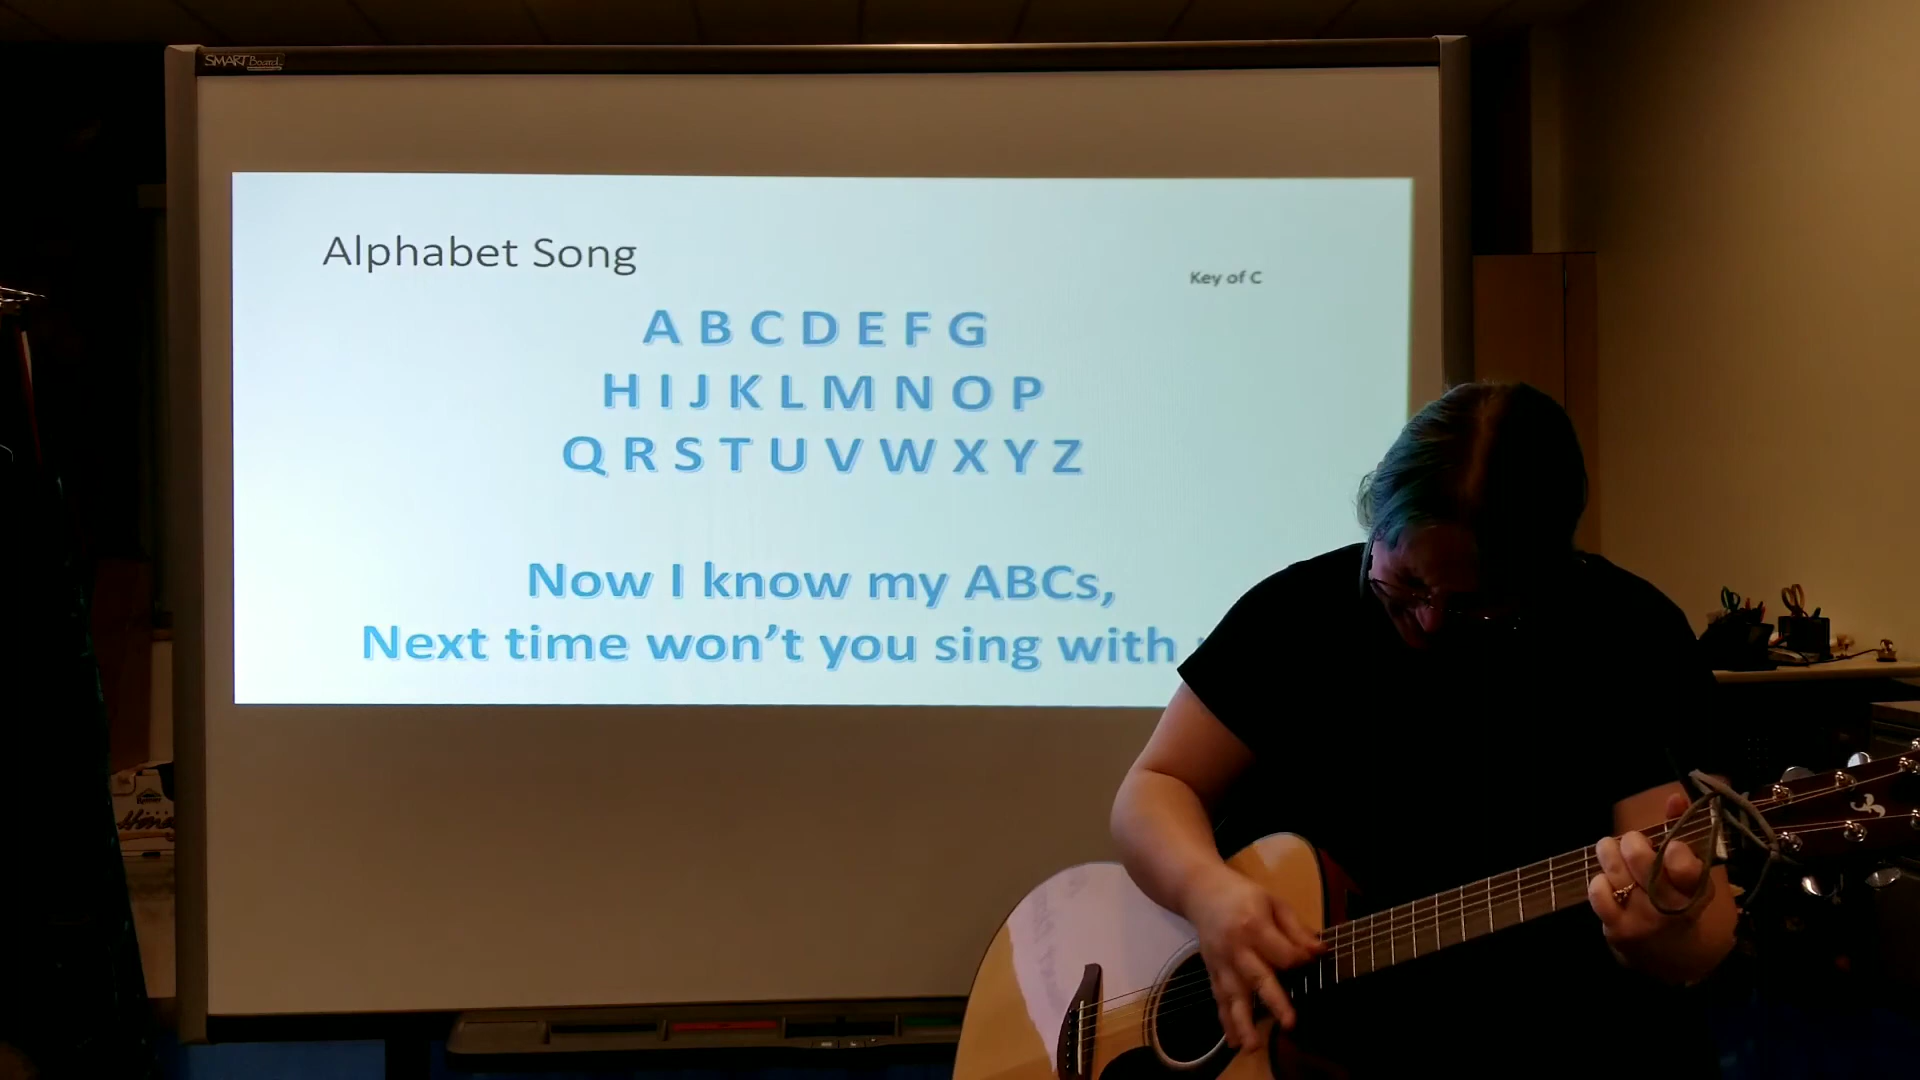 SMART Board
Alphabet Song
Key of C
A B C D E F G
H I J K L M N O P
Q R S T U V W X Y Z
Now I know my ABCs,
Next time won't you sing with